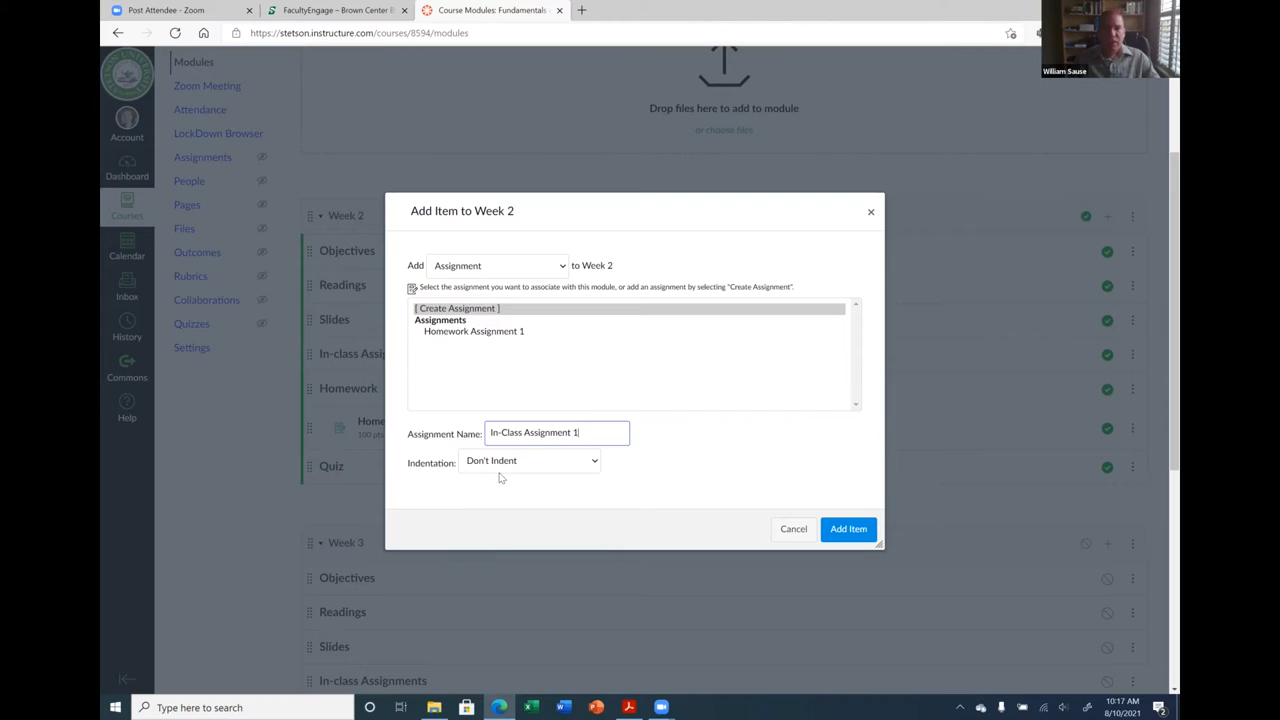 Post Attendee - Zoom
FacultyEngage – Brown Center
Course Modules: Fundamentals
https://stetson.instructure.com/courses/8594/modules
William Sause
Account
Dashboard
Courses
Calendar
Inbox
History
Commons
Help
Modules
Zoom Meeting
Attendance
LockDown Browser
Assignments
People
Pages
Files
Outcomes
Rubrics
Collaborations
Quizzes
Settings
Drop files here to add to module
or choose files
Week 2
Objectives
Readings
Slides
In-class Assi
Homework
Home
100 pts
Quiz
Week 3
Objectives
Readings
Slides
In-class Assignments
Add Item to Week 2
Add Assignment to Week 2
Select the assignment you want to associate with this module, or add an assignment by selecting "Create Assignment".
[ Create Assignment ]
Assignments
Homework Assignment 1
Assignment Name: In-Class Assignment 1
Indentation: Don't Indent
Cancel
Add Item
Type here to search
10:17 AM
8/10/2021
2